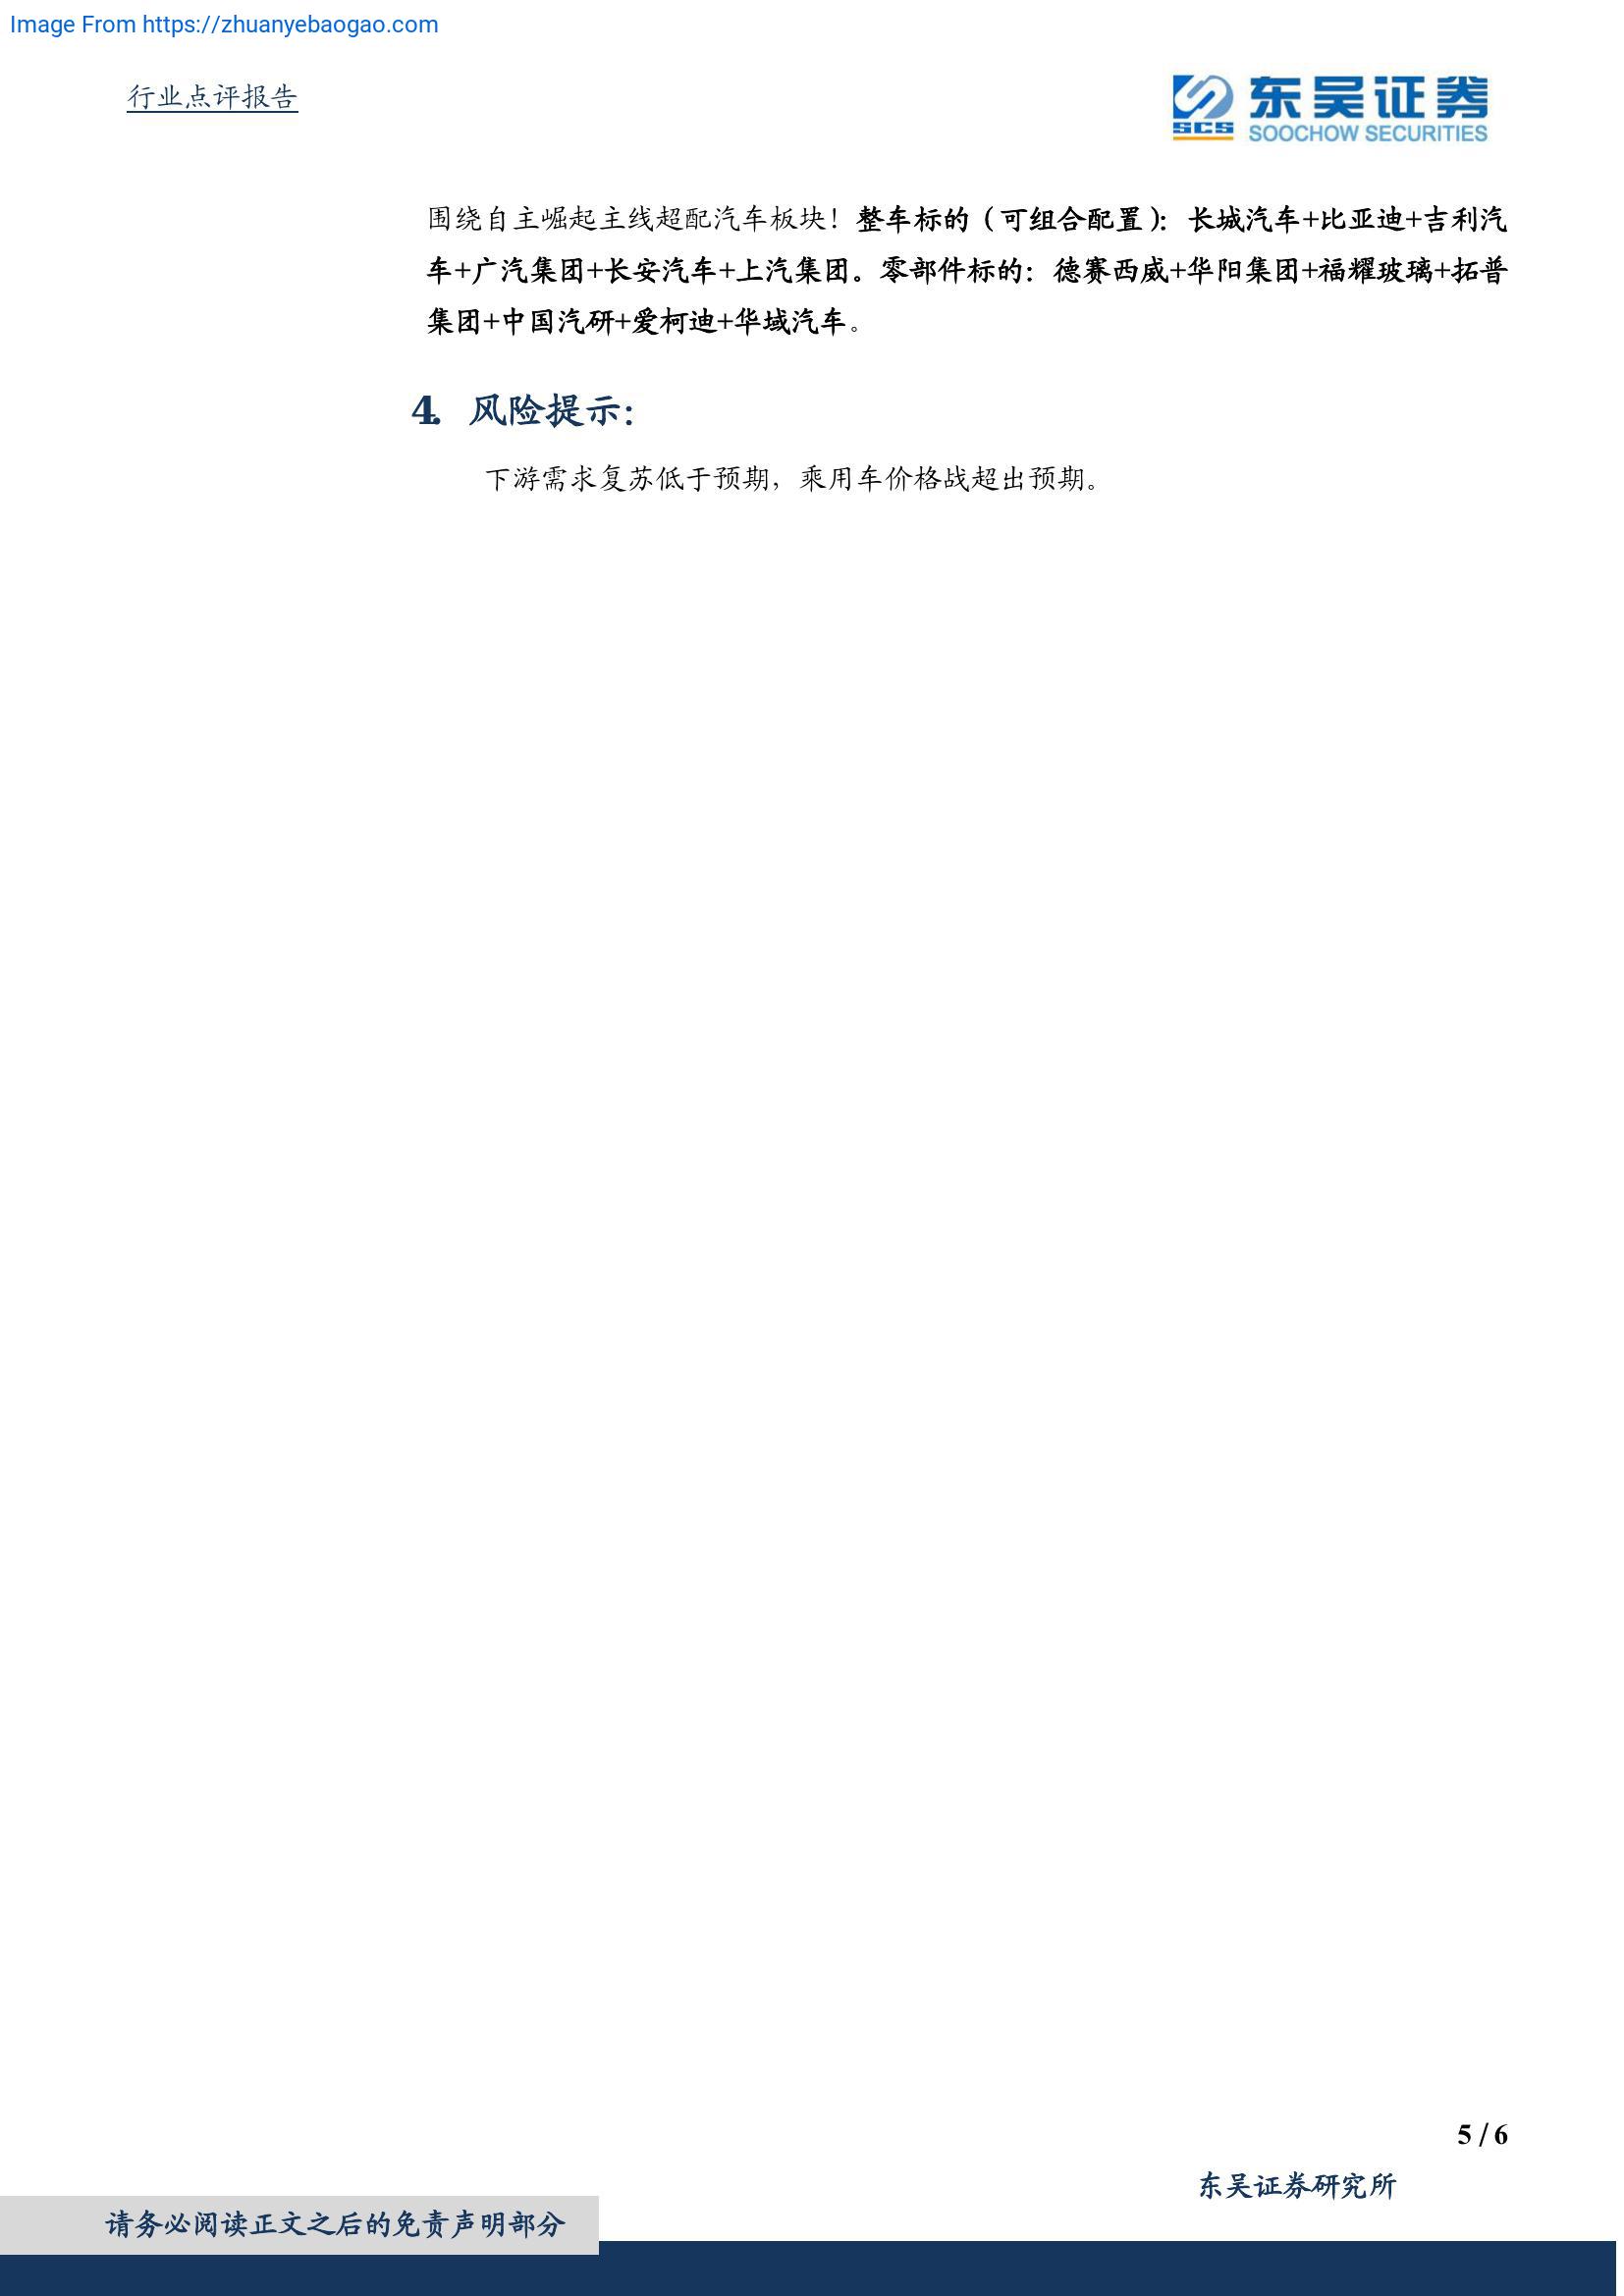 Image From https://zhuanyebaogao.com
行业点评报告
东吴证券
SCS
SOOCHOW SECURITIES
围绕自主崛起主线超配汽车板块！整车标的（可组合配置）：长城汽车+比亚迪+吉利汽
车+广汽集团+长安汽车+上汽集团。零部件标的：德赛西威+华阳集团+福耀玻璃+拓普
集团+中国汽研+爱柯迪+华域汽车。
4. 风险提示：
下游需求复苏低于预期，乘用车价格战超出预期。
5 / 6
东吴证券研究所
请务必阅读正文之后的免责声明部分